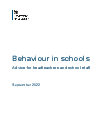 Behaviour in schools
Advice for headteachers and school staff
September 2022